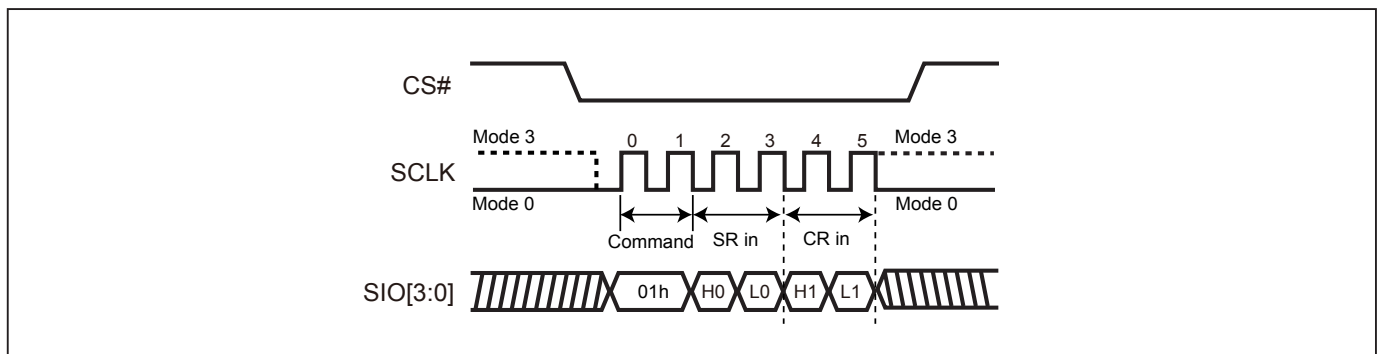 CS#
Mode 3
0 1 2 3 4 5
Mode 3
SCLK
Mode 0
Mode 0
Command
SR in
CR in
SIO[3:0]
01h
H0
L0
H1
L1